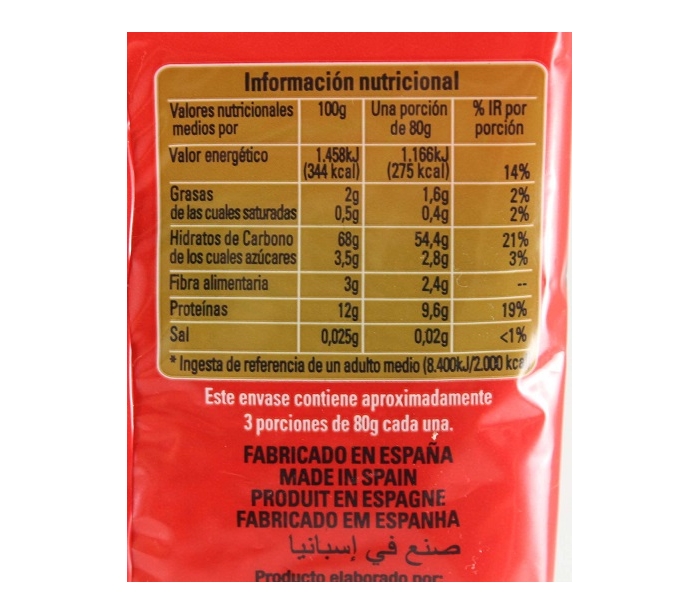 Información nutricional
Valores nutricionales medios por 100g Una porción de 80g % IR por porción
Valor energético 1.458kJ (344 kcal) 1.166kJ (275 kcal) 14%
Grasas 2g 1,6g 2%
de las cuales saturadas 0,5g 0,4g 2%
Hidratos de Carbono 68g 54,4g 21%
de los cuales azúcares 3,5g 2,8g 3%
Fibra alimentaria 3g 2,4g --
Proteínas 12g 9,6g 19%
Sal 0,025g 0,02g <1%
* Ingesta de referencia de un adulto medio (8.400kJ/2.000 kca
Este envase contiene aproximadamente
3 porciones de 80g cada una.
FABRICADO EN ESPAÑA
MADE IN SPAIN
PRODUIT EN ESPAGNE
FABRICADO EM ESPANHA
صنع في إسبانيا
Producto elaborado por: